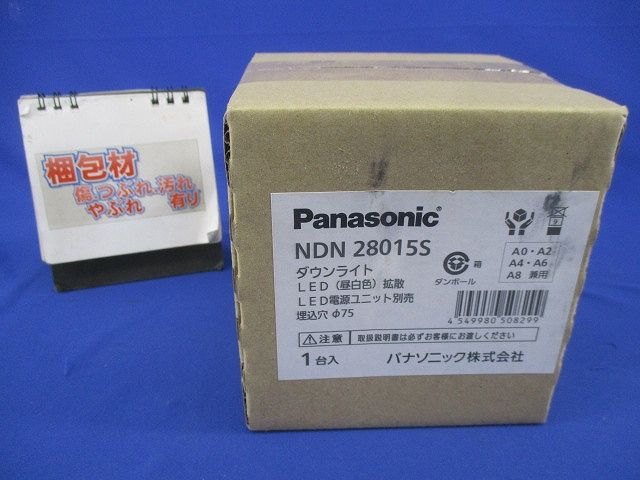 梱包材
傷、つぶれ、汚れ
やぶれ 有り
Panasonic
NDN 28015S
ダウンライト
LED（昼白色）拡散
LED電源ユニット別売
埋込穴 Φ75
箱
ダンボール
A0・A2
A4・A6
A8 兼用
9
4 549980 508299
⚠注意 取扱説明書は必ずお客様にお渡しください
1台入 パナソニック株式会社